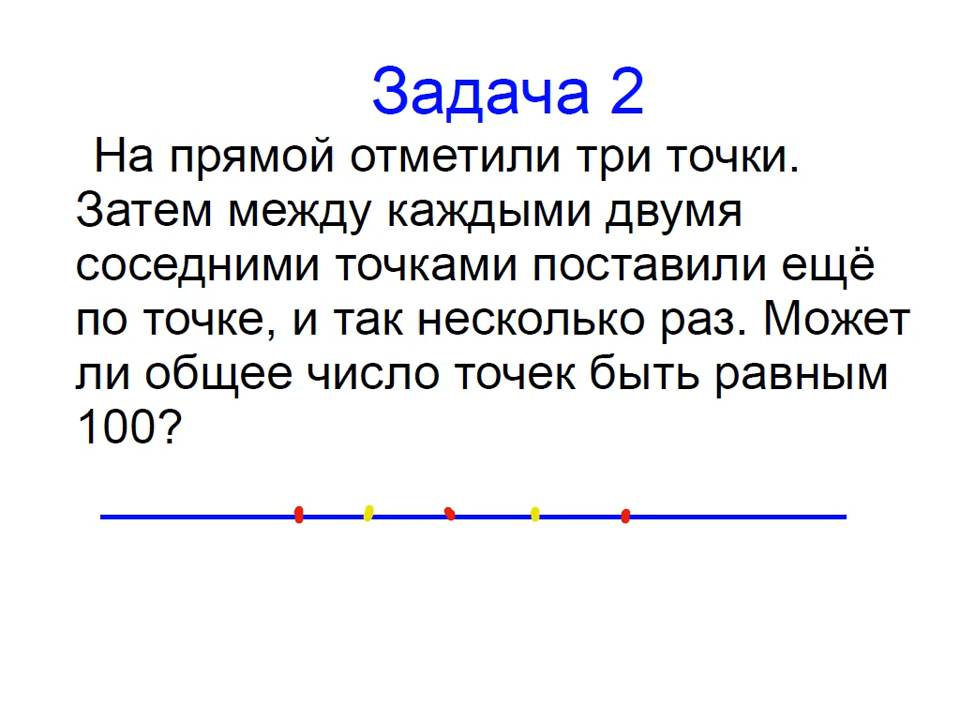 Задача 2
На прямой отметили три точки.
Затем между каждыми двумя
соседними точками поставили ещё
по точке, и так несколько раз. Может
ли общее число точек быть равным
100?